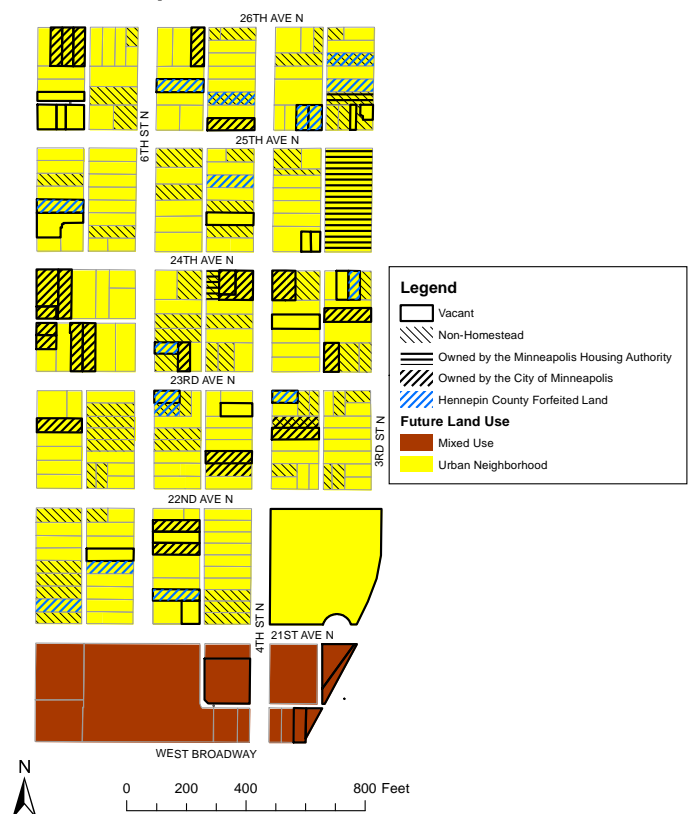 26TH AVE N
6TH ST N
25TH AVE N
24TH AVE N
Legend
Vacant
Non-Homestead
Owned by the Minneapolis Housing Authority
Owned by the City of Minneapolis
Hennepin County Forfeited Land
Future Land Use
Mixed Use
Urban Neighborhood
23RD AVE N
3RD ST N
22ND AVE N
4TH ST N
21ST AVE N
WEST BROADWAY
N
0 200 400 800 Feet